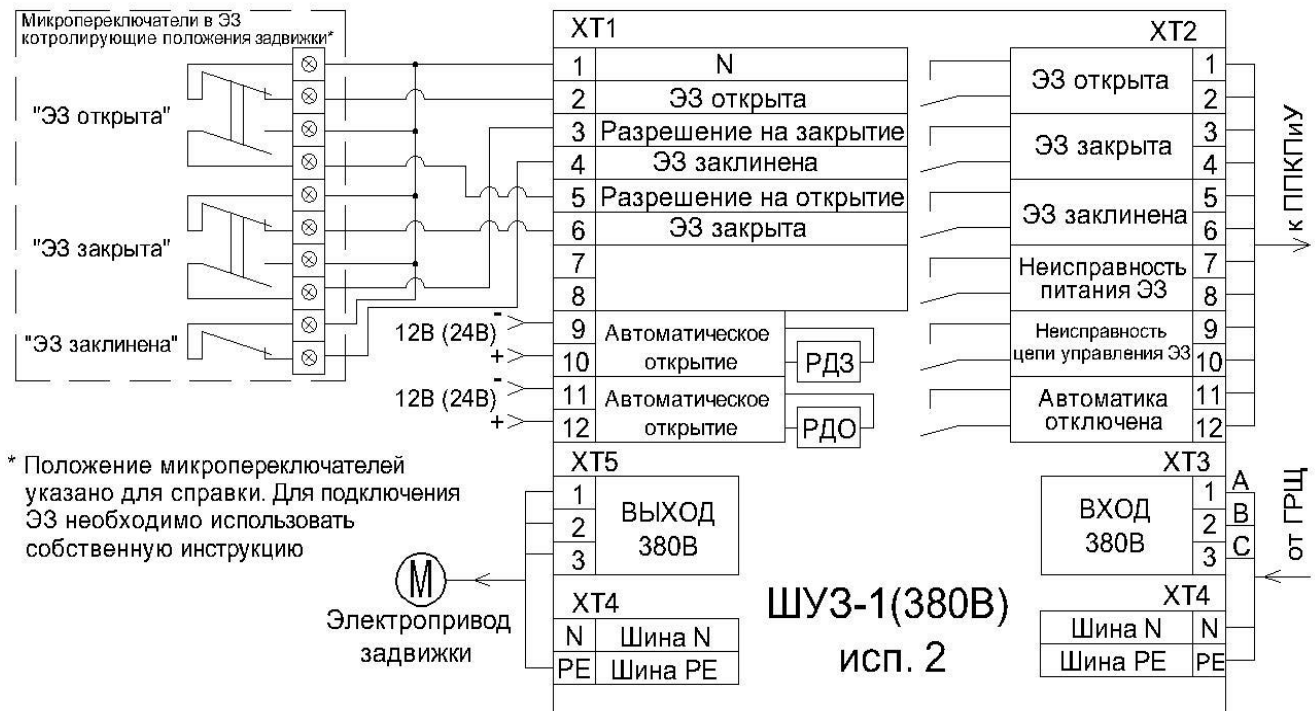 Микропереключатели в ЭЗ
котролирующие положения задвижки*
"ЭЗ открыта"
"ЭЗ закрыта"
"ЭЗ заклинена"
XT1
1 N
2 ЭЗ открыта
3 Разрешение на закрытие
4 ЭЗ заклинена
5 Разрешение на открытие
6 ЭЗ закрыта
7
8
12В (24В)
-
+
9
10
Автоматическое
открытие
РДЗ
12В (24В)
-
+
11
12
Автоматическое
открытие
РДО
XT2
ЭЗ открыта
1
2
ЭЗ закрыта
3
4
ЭЗ заклинена
5
6
Неисправность
питания ЭЗ
7
8
Неисправность
цепи управления ЭЗ
9
10
Автоматика
отключена
11
12
к ППКПиУ
* Положение микропереключателей
указано для справки. Для подключения
ЭЗ необходимо использовать
собственную инструкцию
M
Электропривод
задвижки
XT5
1
2
3
ВЫХОД
380В
XT4
N Шина N
PE Шина PE
ШУЗ-1(380В)
исп. 2
XT3
ВХОД
380В
1 A
2 B
3 C
от ГРЩ
XT4
Шина N N
Шина PE PE